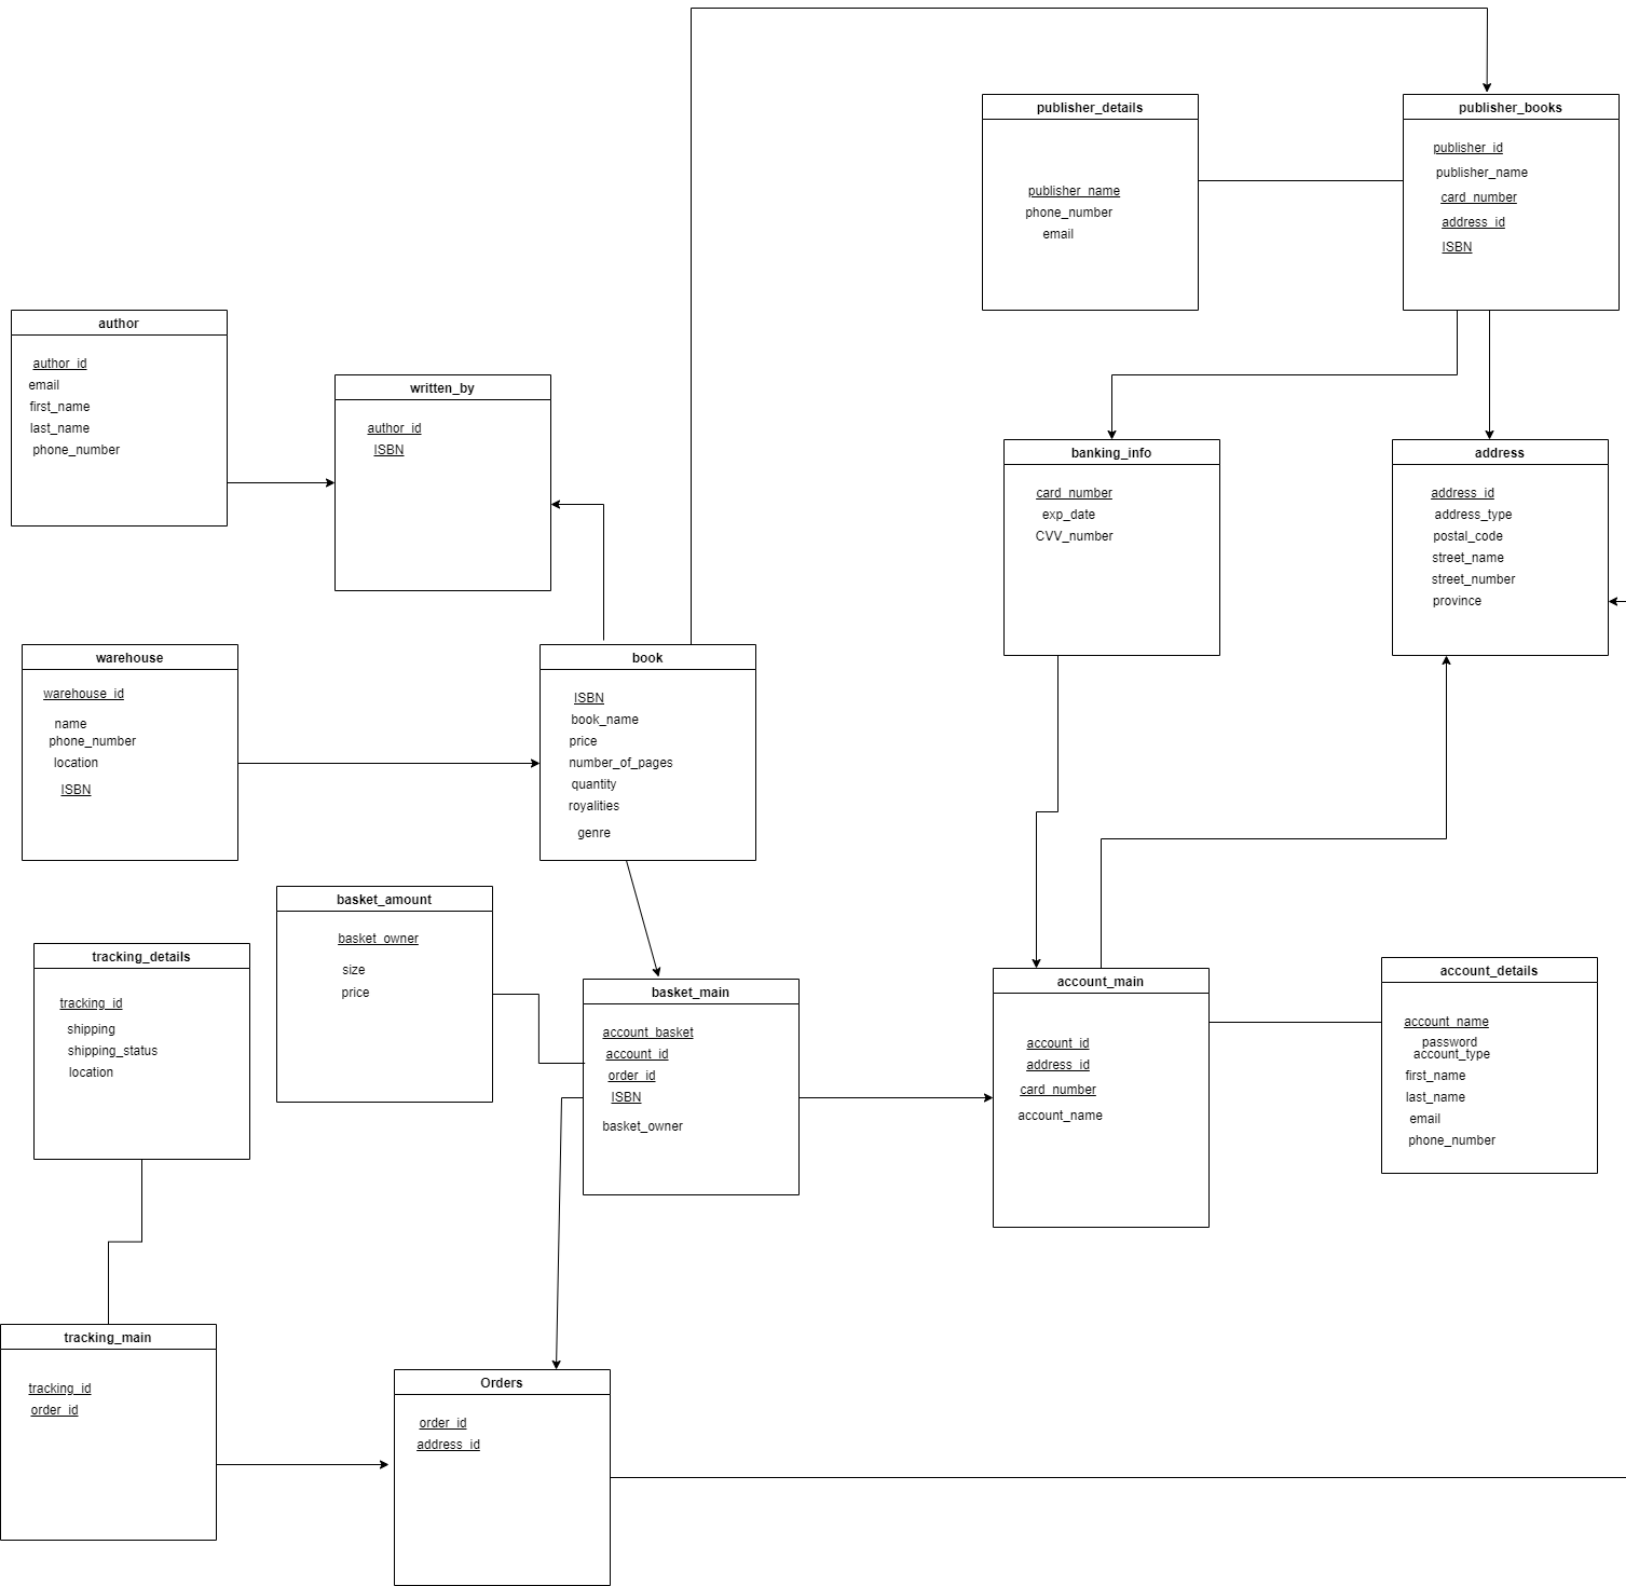 publisher_details
publisher_name
phone_number
email
publisher_books
publisher_id
publisher_name
card_number
address_id
ISBN
author
author_id
email
first_name
last_name
phone_number
written_by
author_id
ISBN
banking_info
card_number
exp_date
CVV_number
address
address_id
address_type
postal_code
street_name
street_number
province
warehouse
warehouse_id
name
phone_number
location
ISBN
book
ISBN
book_name
price
number_of_pages
quantity
royalities
genre
basket_amount
basket_owner
size
price
tracking_details
tracking_id
shipping
shipping_status
location
basket_main
account_basket
account_id
order_id
ISBN
basket_owner
account_main
account_id
address_id
card_number
account_name
account_details
account_name
password
account_type
first_name
last_name
email
phone_number
tracking_main
tracking_id
order_id
Orders
order_id
address_id